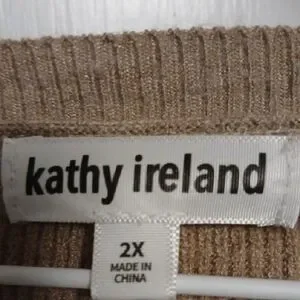 kathy ireland
2X
MADE IN
CHINA